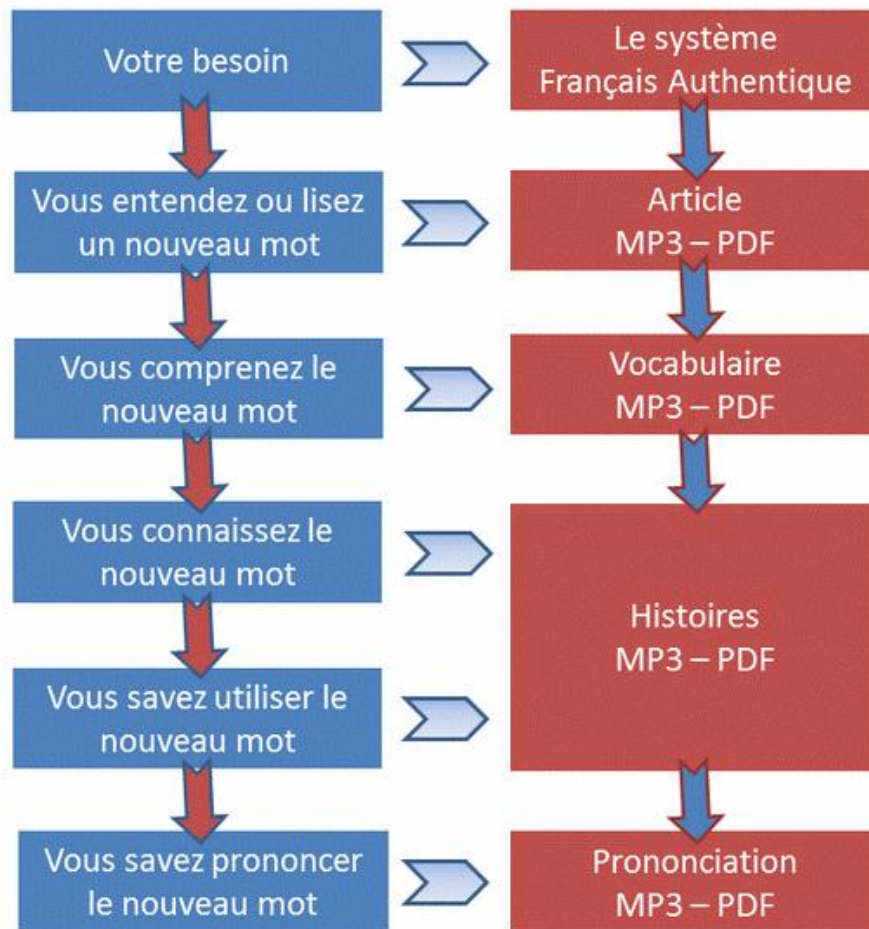 Votre besoin
Le système
Français Authentique
Vous entendez ou lisez
un nouveau mot
Article
MP3 – PDF
Vous comprenez le
nouveau mot
Vocabulaire
MP3 – PDF
Vous connaissez le
nouveau mot
Histoires
MP3 – PDF
Vous savez utiliser le
nouveau mot
Vous savez prononcer
le nouveau mot
Prononciation
MP3 – PDF